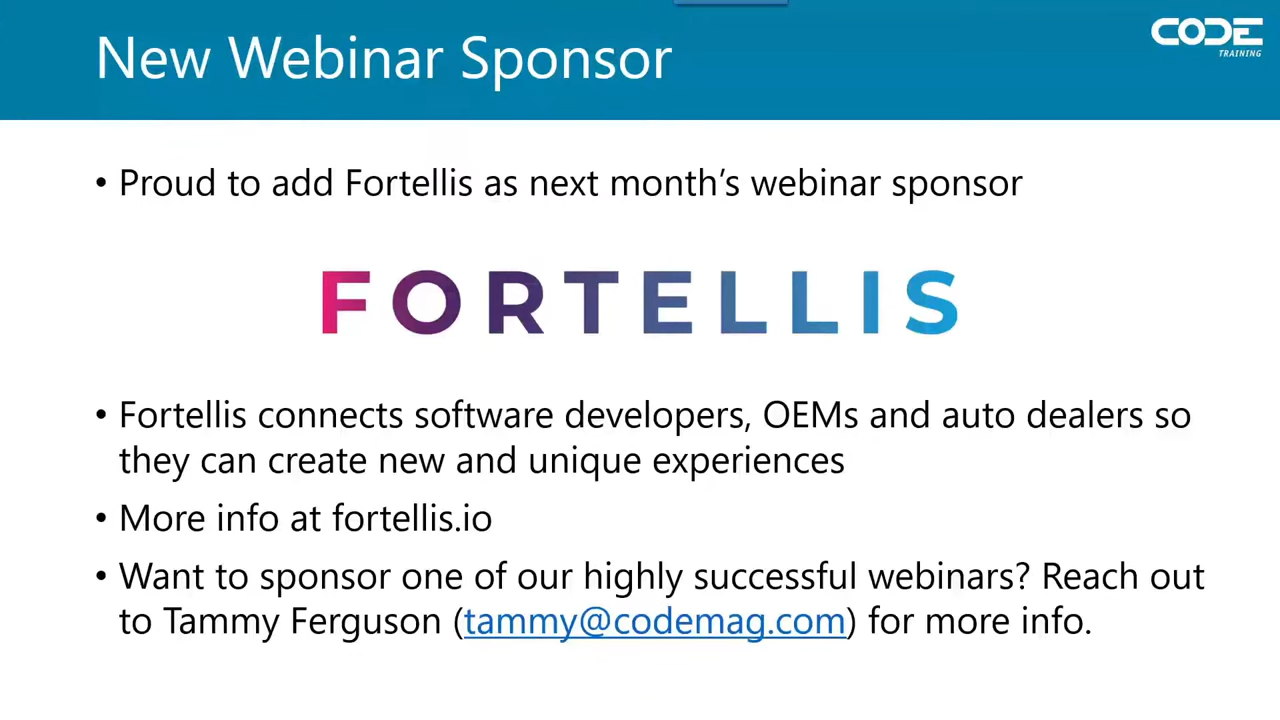 New Webinar Sponsor
CODE
TRAINING
• Proud to add Fortellis as next month’s webinar sponsor
FORTELLIS
• Fortellis connects software developers, OEMs and auto dealers so
they can create new and unique experiences
• More info at fortellis.io
• Want to sponsor one of our highly successful webinars? Reach out
to Tammy Ferguson (tammy@codemag.com) for more info.